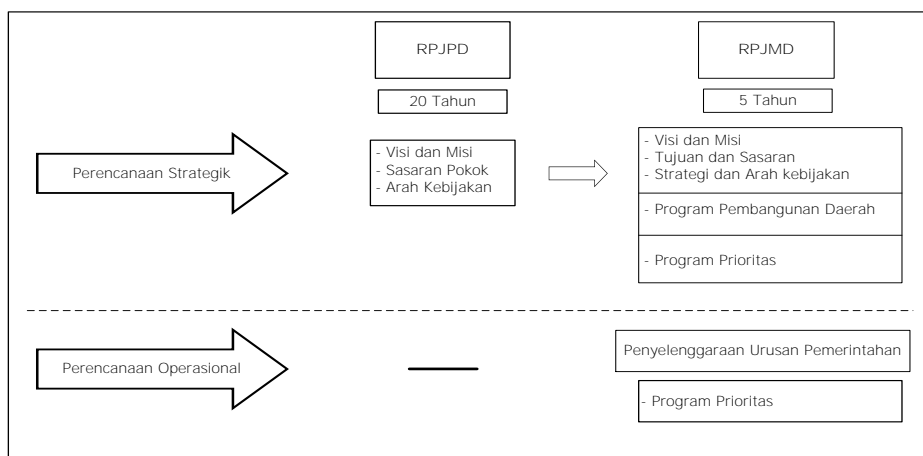 RPJPD
RPJMD
20 Tahun
5 Tahun
Perencanaan Strategik
- Visi dan Misi
- Sasaran Pokok
- Arah Kebijakan
- Visi dan Misi
- Tujuan dan Sasaran
- Strategi dan Arah kebijakan
- Program Pembangunan Daerah
- Program Prioritas
Perencanaan Operasional
Penyelenggaraan Urusan Pemerintahan
- Program Prioritas